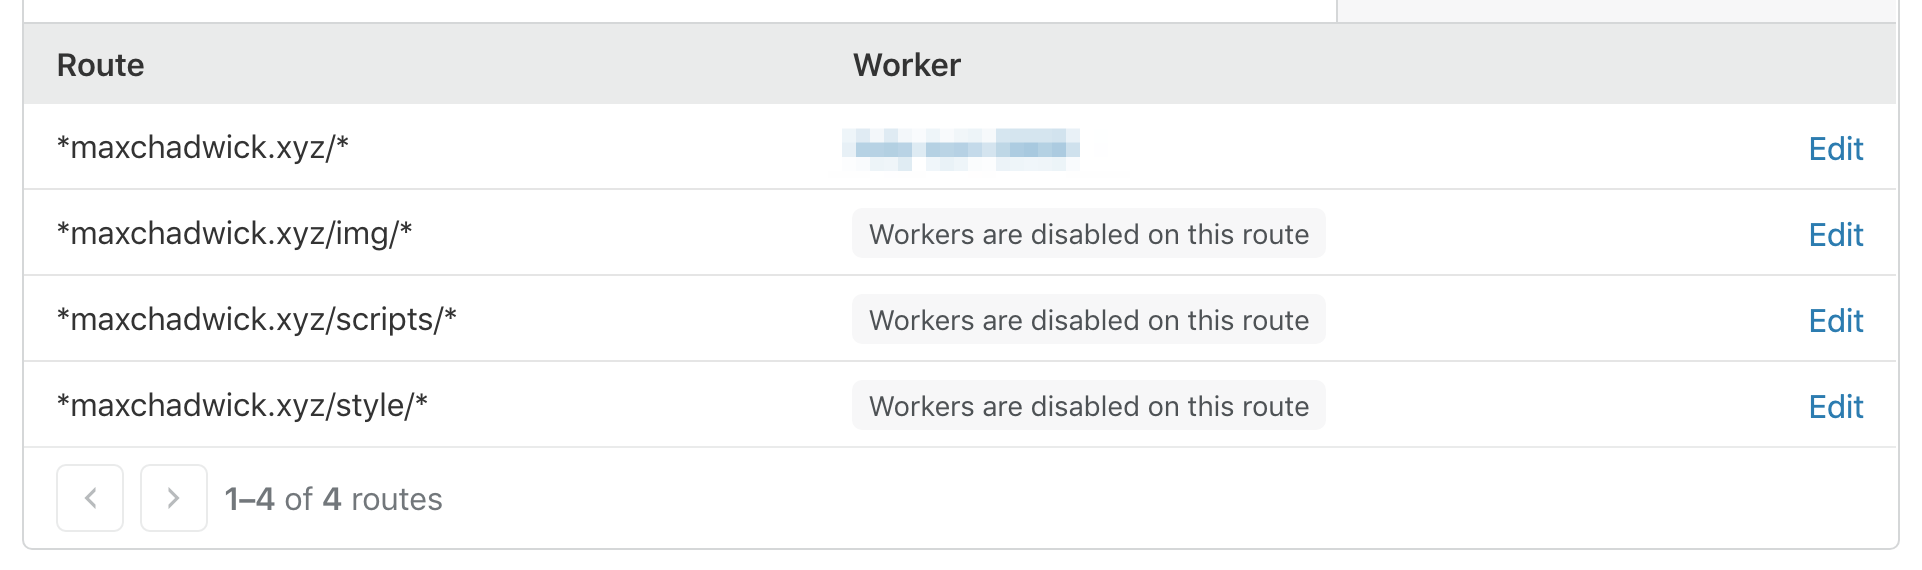 Route Worker
*maxchadwick.xyz/* Edit
*maxchadwick.xyz/img/* Workers are disabled on this route Edit
*maxchadwick.xyz/scripts/* Workers are disabled on this route Edit
*maxchadwick.xyz/style/* Workers are disabled on this route Edit
1–4 of 4 routes